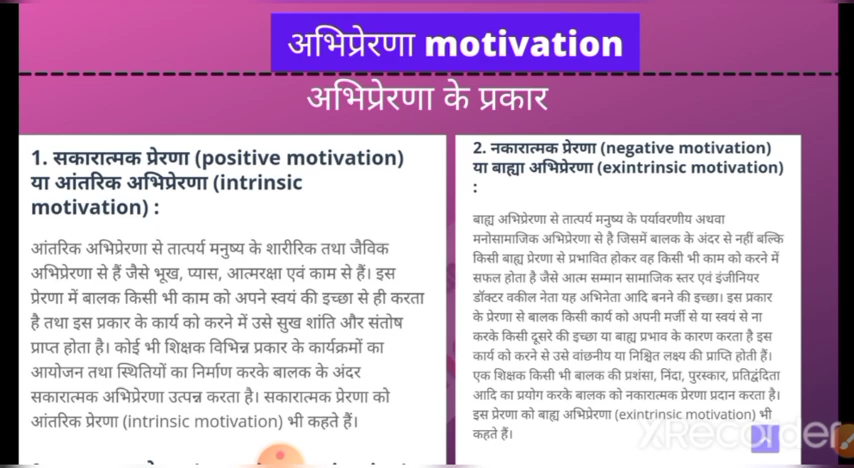 अभिप्रेरणा motivation
अभिप्रेरणा के प्रकार
1. सकारात्मक प्रेरणा (positive motivation)
या आंतरिक अभिप्रेरणा (intrinsic
motivation) :
आंतरिक अभिप्रेरणा से तात्पर्य मनुष्य के शारीरिक तथा जैविक
अभिप्रेरणा से हैं जैसे भूख, प्यास, आत्मरक्षा एवं काम से हैं। इस
प्रेरणा में बालक किसी भी काम को अपने स्वयं की इच्छा से ही करता
है तथा इस प्रकार के कार्य को करने में उसे सुख शांति और संतोष
प्राप्त होता है। कोई भी शिक्षक विभिन्न प्रकार के कार्यक्रमों का
आयोजन तथा स्थितियों का निर्माण करके बालक के अंदर
सकारात्मक अभिप्रेरणा उत्पन्न करता है। सकारात्मक प्रेरणा को
आंतरिक प्रेरणा (intrinsic motivation) भी कहते हैं।
2. नकारात्मक प्रेरणा (negative motivation)
या बाह्या अभिप्रेरणा (exintrinsic motivation)
:
बाह्य अभिप्रेरणा से तात्पर्य मनुष्य के पर्यावरणीय अथवा
मनोसामाजिक अभिप्रेरणा से है जिसमें बालक के अंदर से नहीं बल्कि
किसी बाह्य प्रेरणा से प्रभावित होकर वह किसी भी काम को करने में
सफल होता है जैसे आत्म सम्मान सामाजिक स्तर एवं इंजीनियर
डॉक्टर वकील नेता यह अभिनेता आदि बनने की इच्छा। इस प्रकार
के प्रेरणा से बालक किसी कार्य को अपनी मर्जी से या स्वयं से ना
करके किसी दूसरे की इच्छा या बाह्य प्रभाव के कारण करता है इस
कार्य को करने से उसे वांछनीय या निश्चित लक्ष्य की प्राप्ति होती हैं।
एक शिक्षक किसी भी बालक की प्रशंसा, निंदा, पुरस्कार, प्रतिद्वंदिता
आदि का प्रयोग करके बालक को नकारात्मक प्रेरणा प्रदान करता है।
इस प्रेरणा को बाह्य अभिप्रेरणा (exintrinsic motivation) भी
कहते हैं।
XRecorder